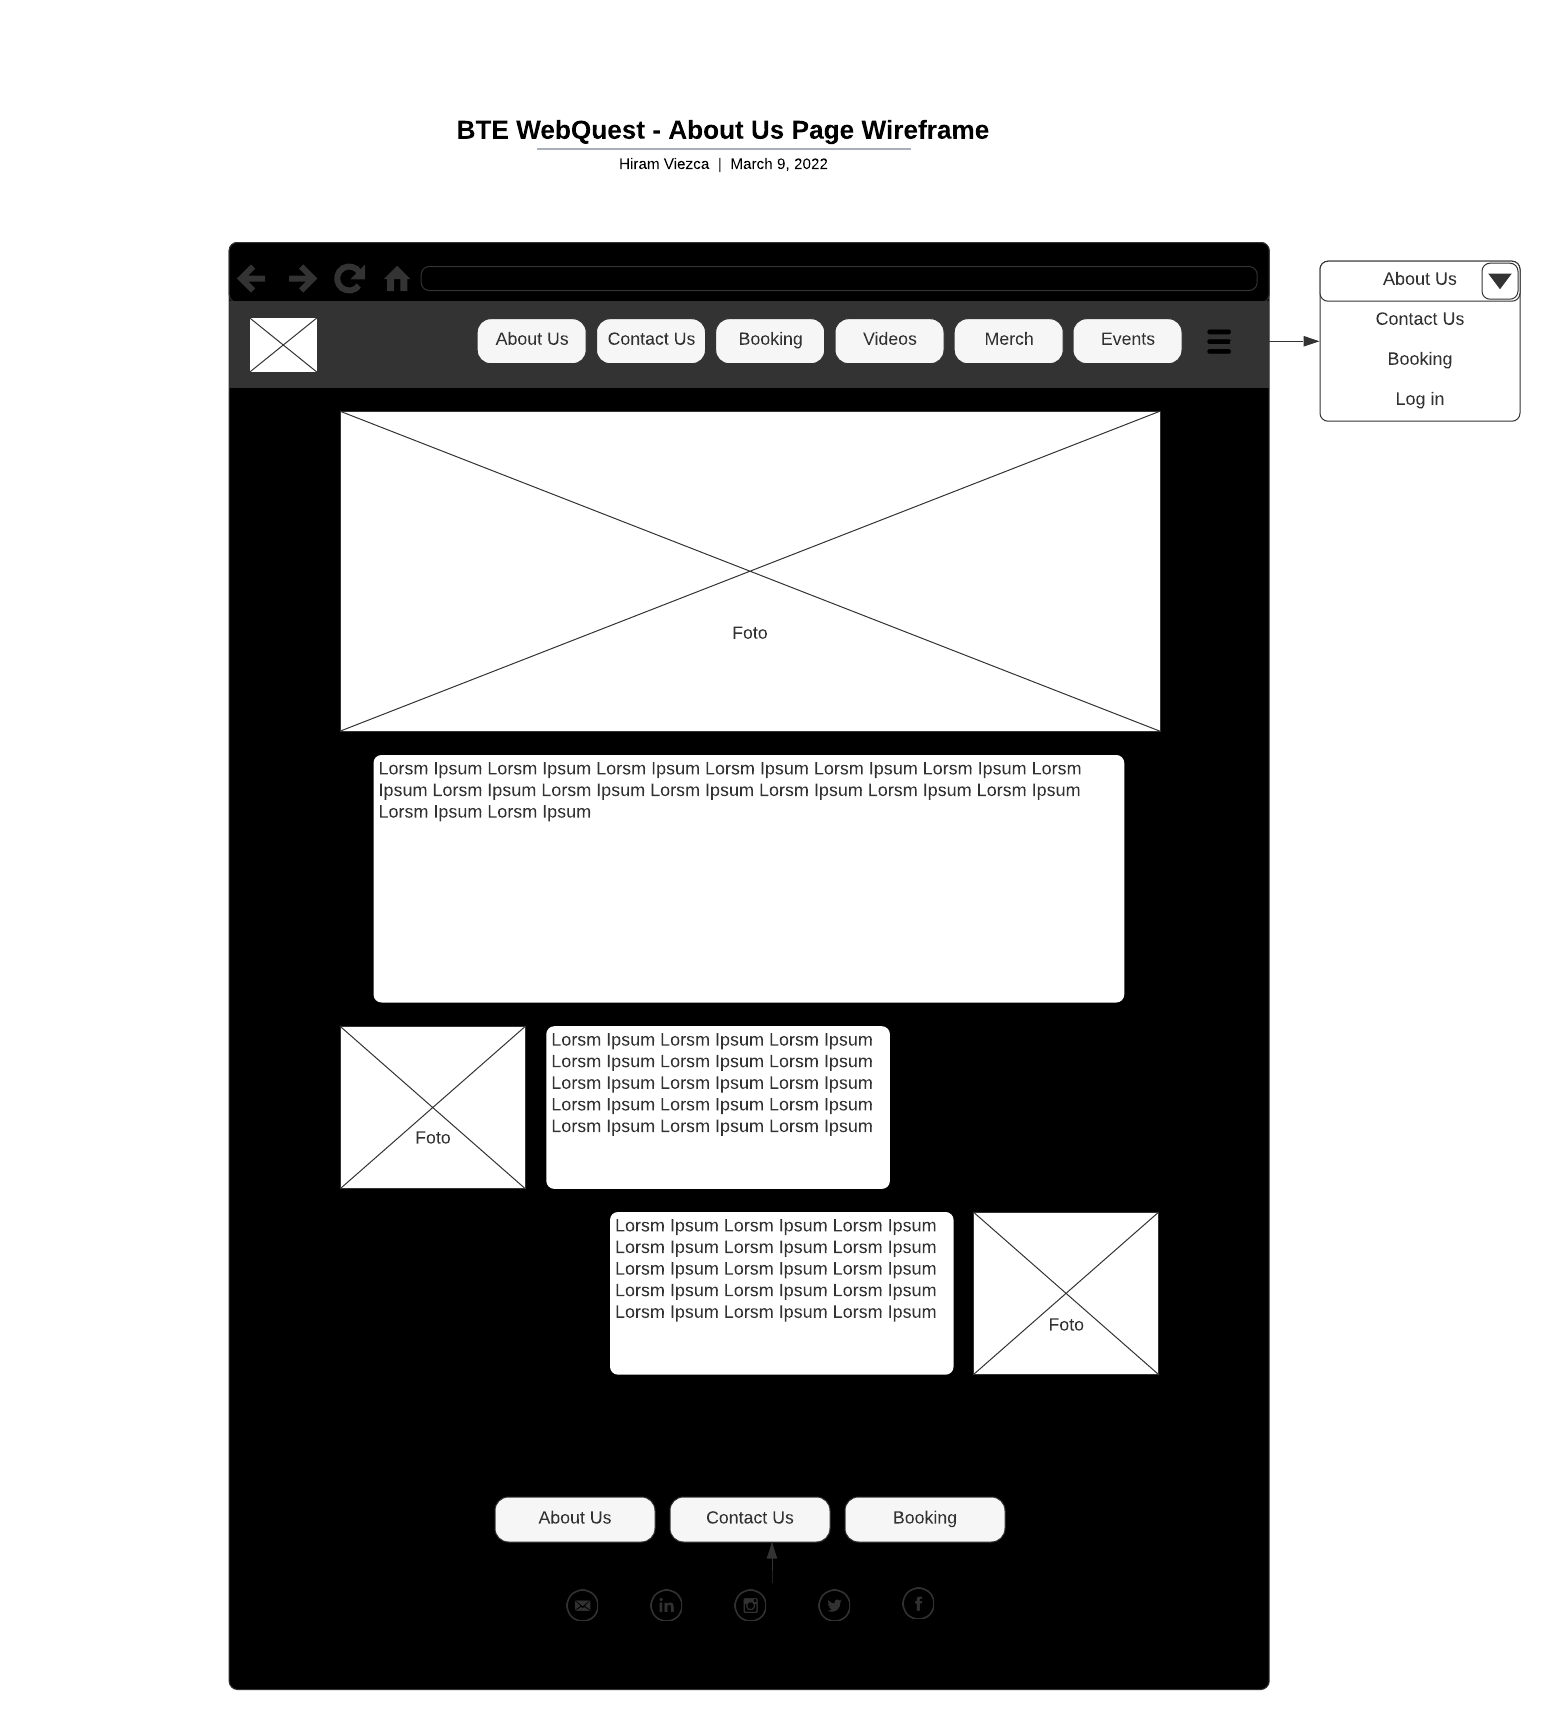 BTE WebQuest - About Us Page Wireframe
Hiram Viezca | March 9, 2022
About Us
Contact Us
Booking
Videos
Merch
Events
About Us
Contact Us
Booking
Log in
Foto
Lorsm Ipsum Lorsm Ipsum Lorsm Ipsum Lorsm Ipsum Lorsm Ipsum Lorsm Ipsum Lorsm
Ipsum Lorsm Ipsum Lorsm Ipsum Lorsm Ipsum Lorsm Ipsum Lorsm Ipsum Lorsm Ipsum
Lorsm Ipsum Lorsm Ipsum
Foto
Lorsm Ipsum Lorsm Ipsum Lorsm Ipsum
Lorsm Ipsum Lorsm Ipsum Lorsm Ipsum
Lorsm Ipsum Lorsm Ipsum Lorsm Ipsum
Lorsm Ipsum Lorsm Ipsum Lorsm Ipsum
Lorsm Ipsum Lorsm Ipsum Lorsm Ipsum
Lorsm Ipsum Lorsm Ipsum Lorsm Ipsum
Lorsm Ipsum Lorsm Ipsum Lorsm Ipsum
Lorsm Ipsum Lorsm Ipsum Lorsm Ipsum
Lorsm Ipsum Lorsm Ipsum Lorsm Ipsum
Lorsm Ipsum Lorsm Ipsum Lorsm Ipsum
Foto
About Us
Contact Us
Booking